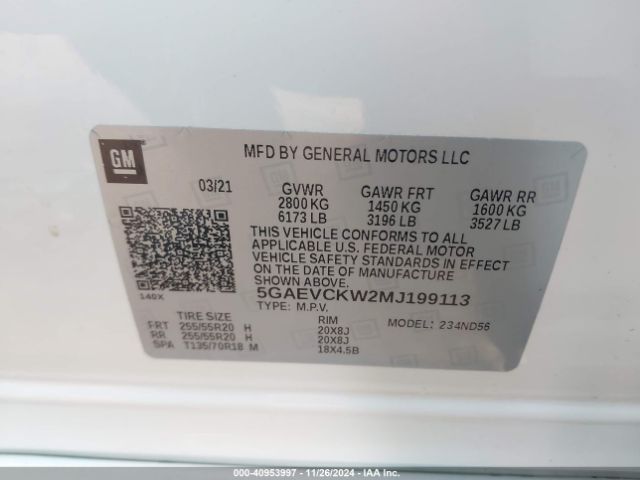 GM
MFD BY GENERAL MOTORS LLC
03/21 GVWR GAWR FRT GAWR RR
2800 KG 1450 KG 1600 KG
6173 LB 3196 LB 3527 LB
THIS VEHICLE CONFORMS TO ALL
APPLICABLE U.S. FEDERAL MOTOR
VEHICLE SAFETY STANDARDS IN EFFECT
ON THE DATE OF MANUFACTURE
SHOWN ABOVE.
140X
5GAEVCKW2MJ199113
TYPE: M.P.V. MODEL: 234ND56
TIRE SIZE RIM
FRT 255/55R20 H 20X8J
RR 255/55R20 H 20X8J
SPA T135/70R18 M 18X4.5B
000-40953997 - 11/26/2024 - IAA Inc.